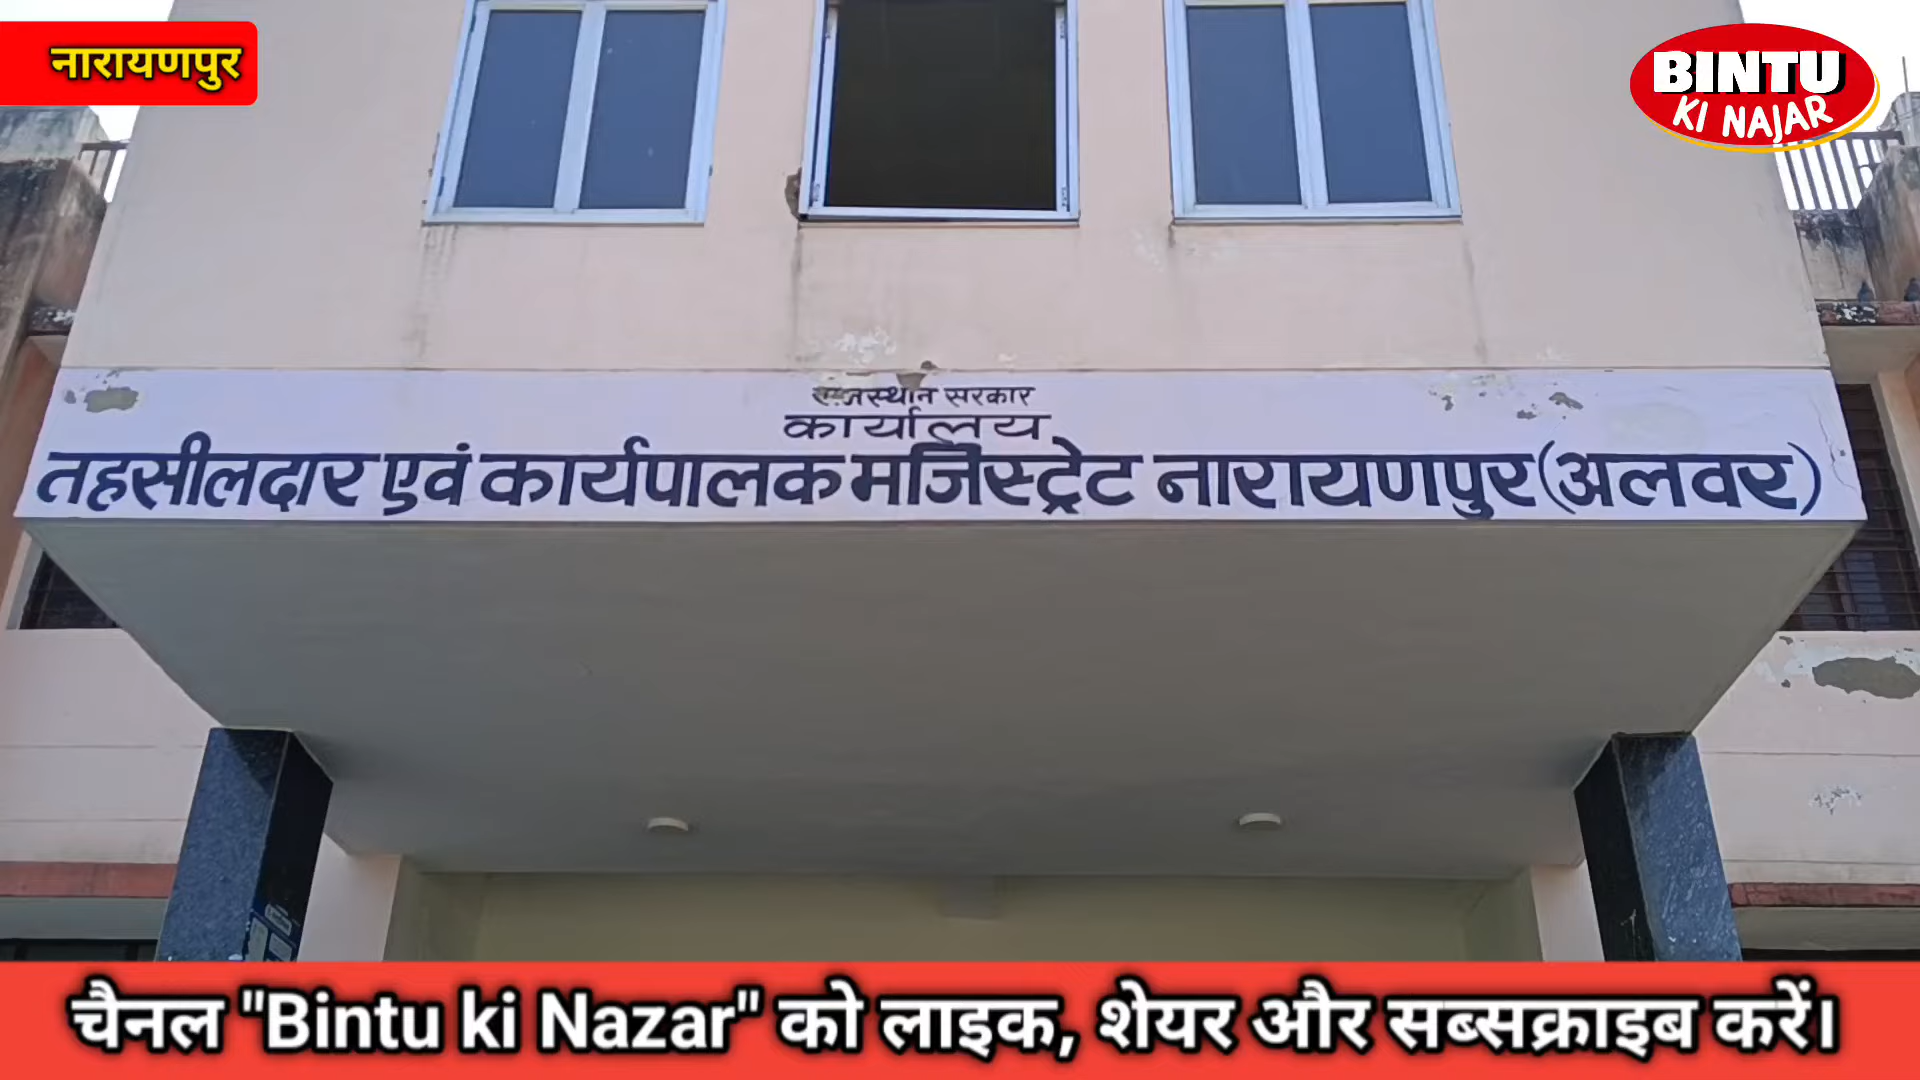 नारायणपुर
BINTU
KI NAJAR
राजस्थान सरकार
कार्यालय
तहसीलदार एवं कार्यपालक मजिस्ट्रेट नारायणपुर (अलवर)
चैनल "Bintu ki Nazar" को लाइक, शेयर और सब्सक्राइब करें।